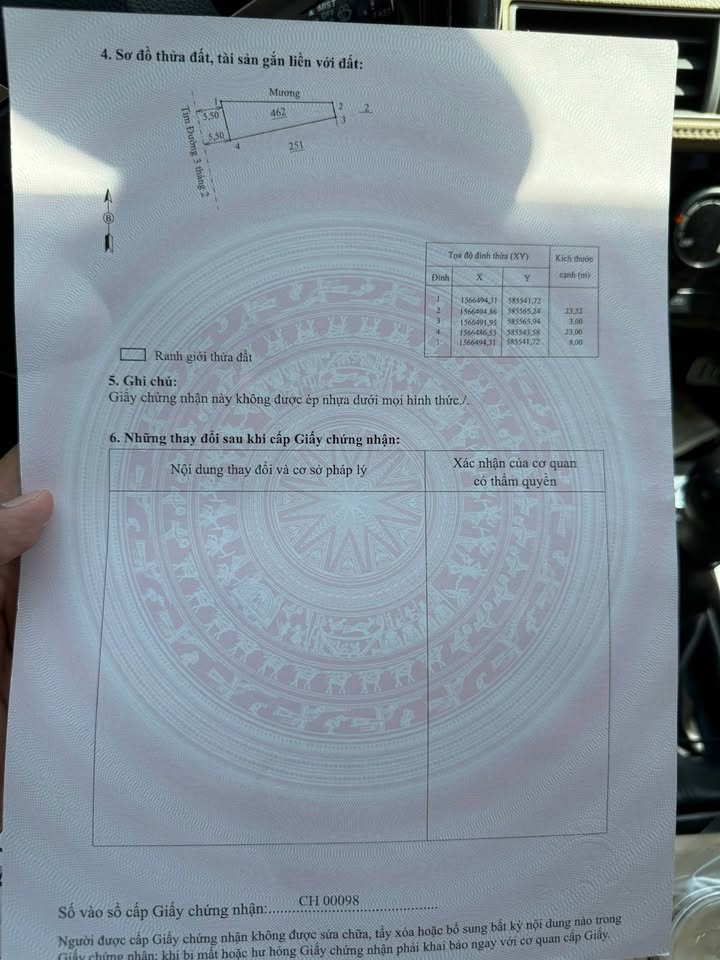 4. Sơ đồ thửa đất, tài sản gắn liền với đất:
Mương
1
2
2
5,50
462
3
5,50
4
251
Tim Đường 3 tháng 2
B
Tọa độ đỉnh thửa (XY) Kích thước cạnh (m)
Đỉnh X Y
1 1566494,31 585541,72
2 1566494,86 585565,24 23,52
3 1566491,95 585565,94 3,00
4 1566486,53 585543,58 23,00
1 1566494,31 585541,72 8,00
Ranh giới thửa đất
5. Ghi chú:
Giấy chứng nhận này không được ép nhựa dưới mọi hình thức./.
6. Những thay đổi sau khi cấp Giấy chứng nhận:
Nội dung thay đổi và cơ sở pháp lý
Xác nhận của cơ quan
có thẩm quyền
Số vào sổ cấp Giấy chứng nhận: CH 00098
Người được cấp Giấy chứng nhận không được sửa chữa, tẩy xóa hoặc bổ sung bất kỳ nội dung nào trong
Giấy chứng nhận; khi bị mất hoặc hư hỏng Giấy chứng nhận phải khai báo ngay với cơ quan cấp Giấy.